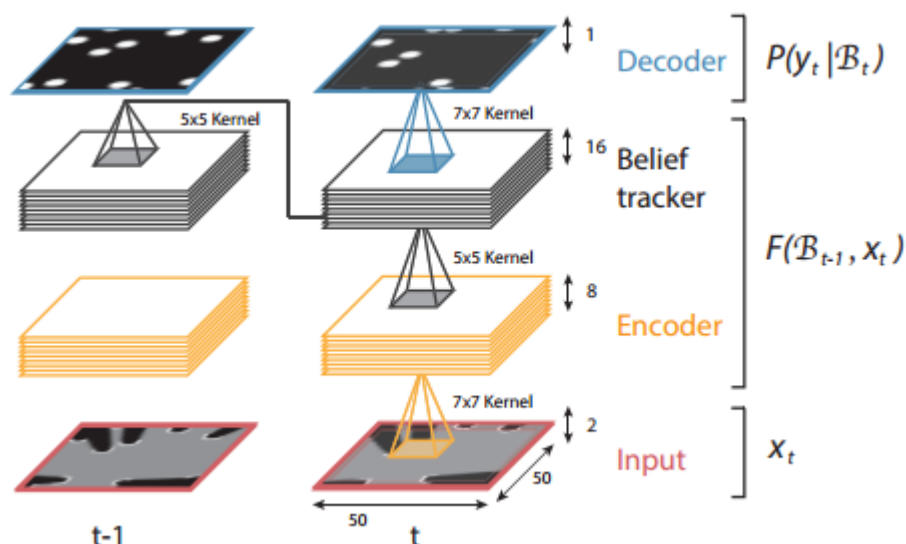 1
Decoder
P(y_t|ℬ_t)
5x5 Kernel
7x7 Kernel
16
Belief
tracker
F(ℬ_{t-1}, x_t)
5x5 Kernel
8
Encoder
7x7 Kernel
2
Input
x_t
50
50
t-1
t